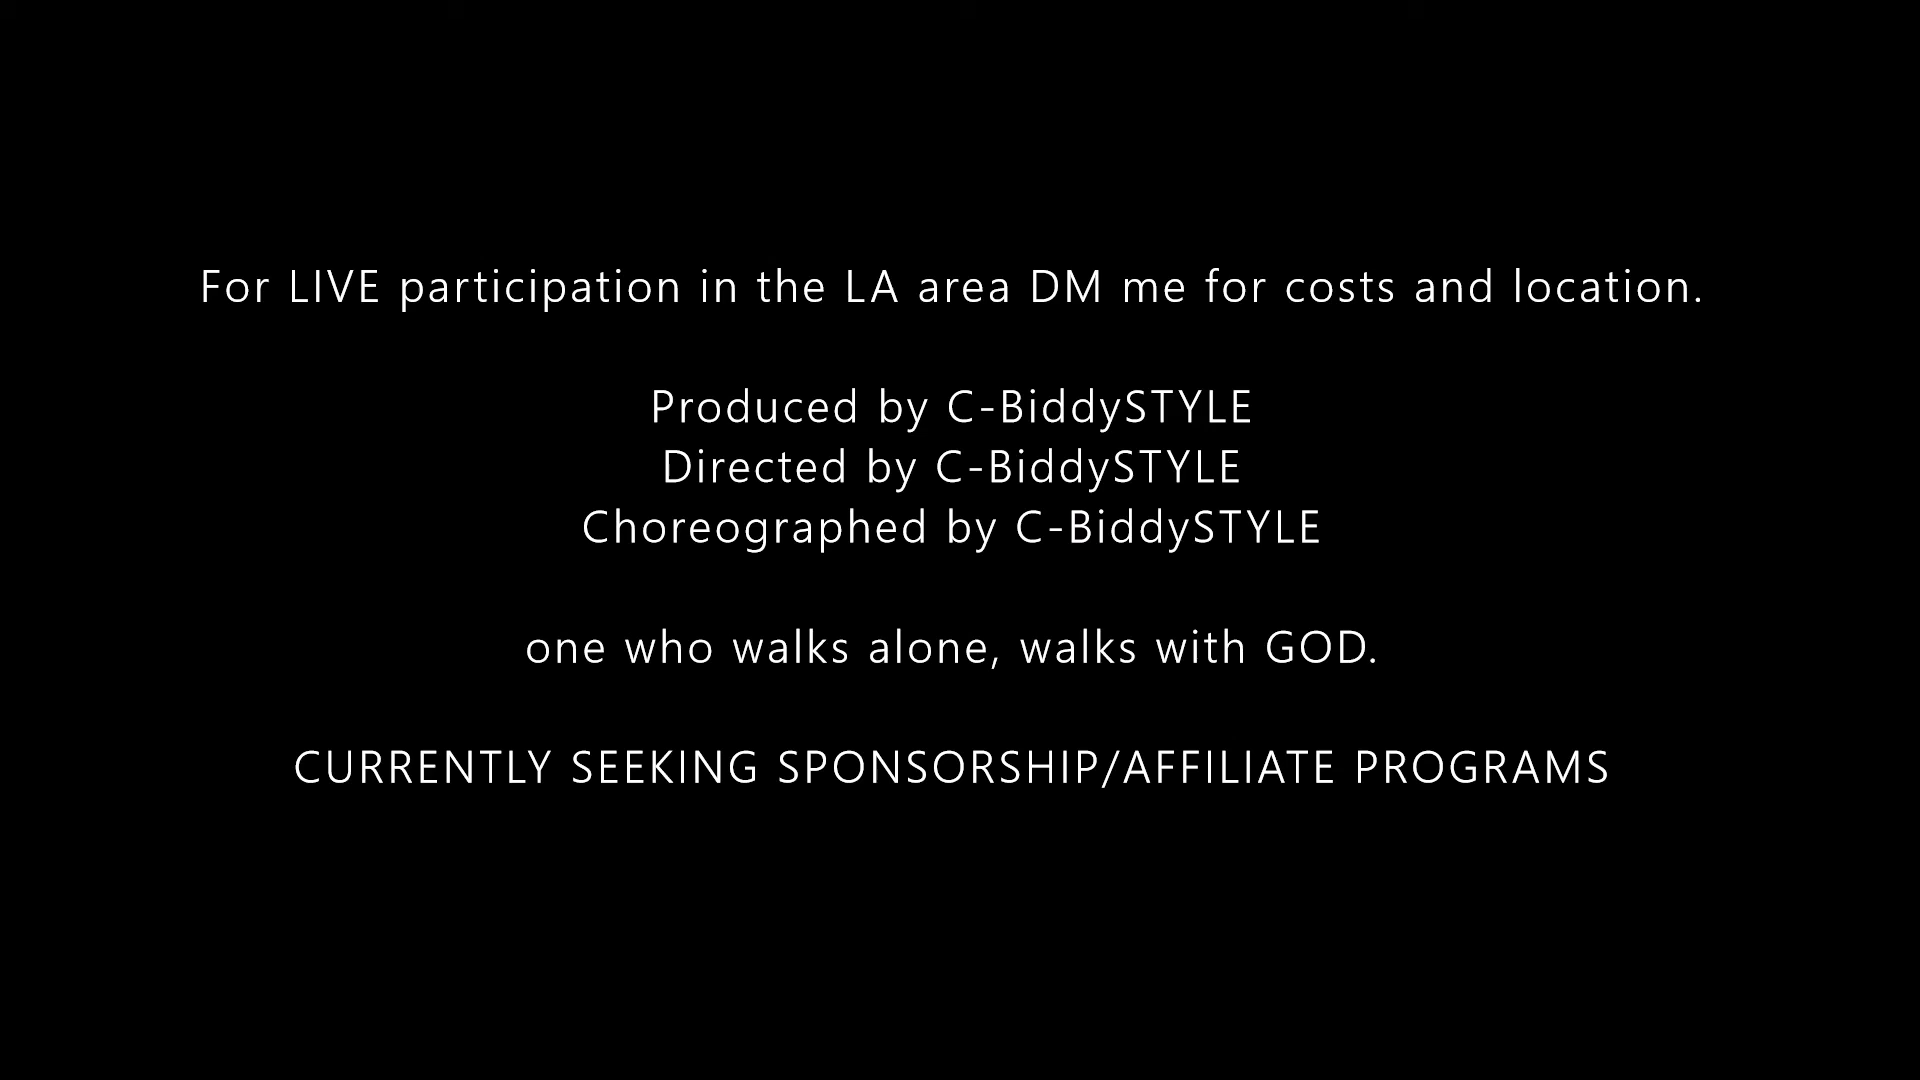 For LIVE participation in the LA area DM me for costs and location.
Produced by C-BiddySTYLE
Directed by C-BiddySTYLE
Choreographed by C-BiddySTYLE
one who walks alone, walks with GOD.
CURRENTLY SEEKING SPONSORSHIP/AFFILIATE PROGRAMS